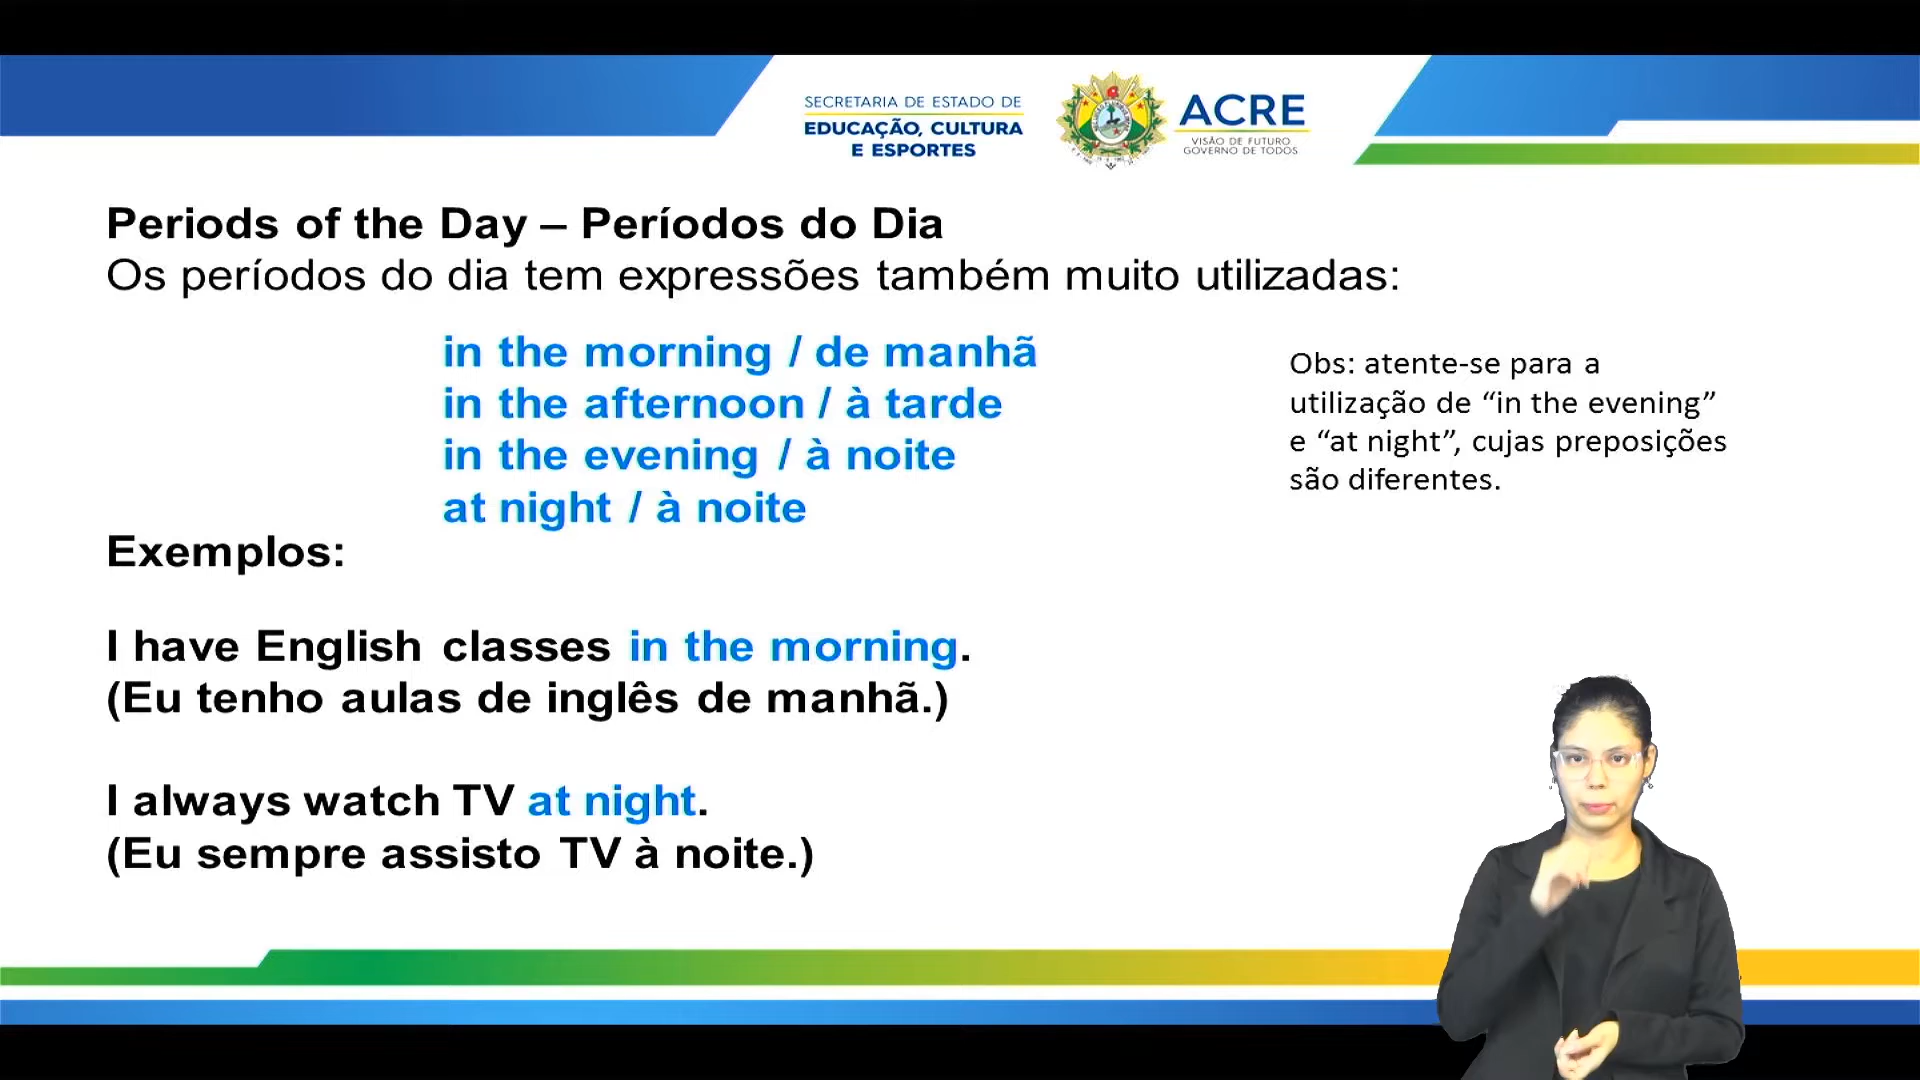 SECRETARIA DE ESTADO DE
EDUCAÇÃO, CULTURA
E ESPORTES
ACRE
VISÃO DE FUTURO
GOVERNO DE TODOS
Periods of the Day – Períodos do Dia
Os períodos do dia tem expressões também muito utilizadas:
in the morning / de manhã
in the afternoon / à tarde
in the evening / à noite
at night / à noite
Obs: atente-se para a
utilização de “in the evening”
e “at night”, cujas preposições
são diferentes.
Exemplos:
I have English classes in the morning.
(Eu tenho aulas de inglês de manhã.)
I always watch TV at night.
(Eu sempre assisto TV à noite.)